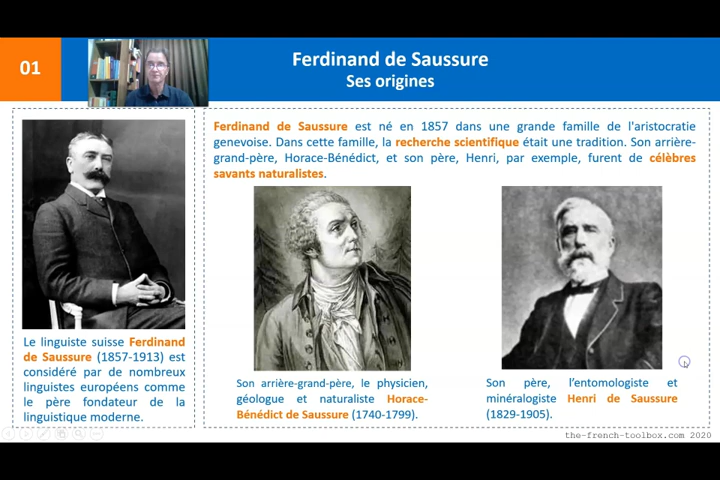 01
Ferdinand de Saussure
Ses origines
Ferdinand de Saussure est né en 1857 dans une grande famille de l'aristocratie
genevoise. Dans cette famille, la recherche scientifique était une tradition. Son arrière-
grand-père, Horace-Bénédict, et son père, Henri, par exemple, furent de célèbres
savants naturalistes.
Le linguiste suisse Ferdinand
de Saussure (1857-1913) est
considéré par de nombreux
linguistes européens comme
le père fondateur de la
linguistique moderne.
Son arrière-grand-père, le physicien,
géologue et naturaliste Horace-
Bénédict de Saussure (1740-1799).
Son père, l'entomologiste et
minéralogiste Henri de Saussure
(1829-1905).
the-french-toolbox.com 2020